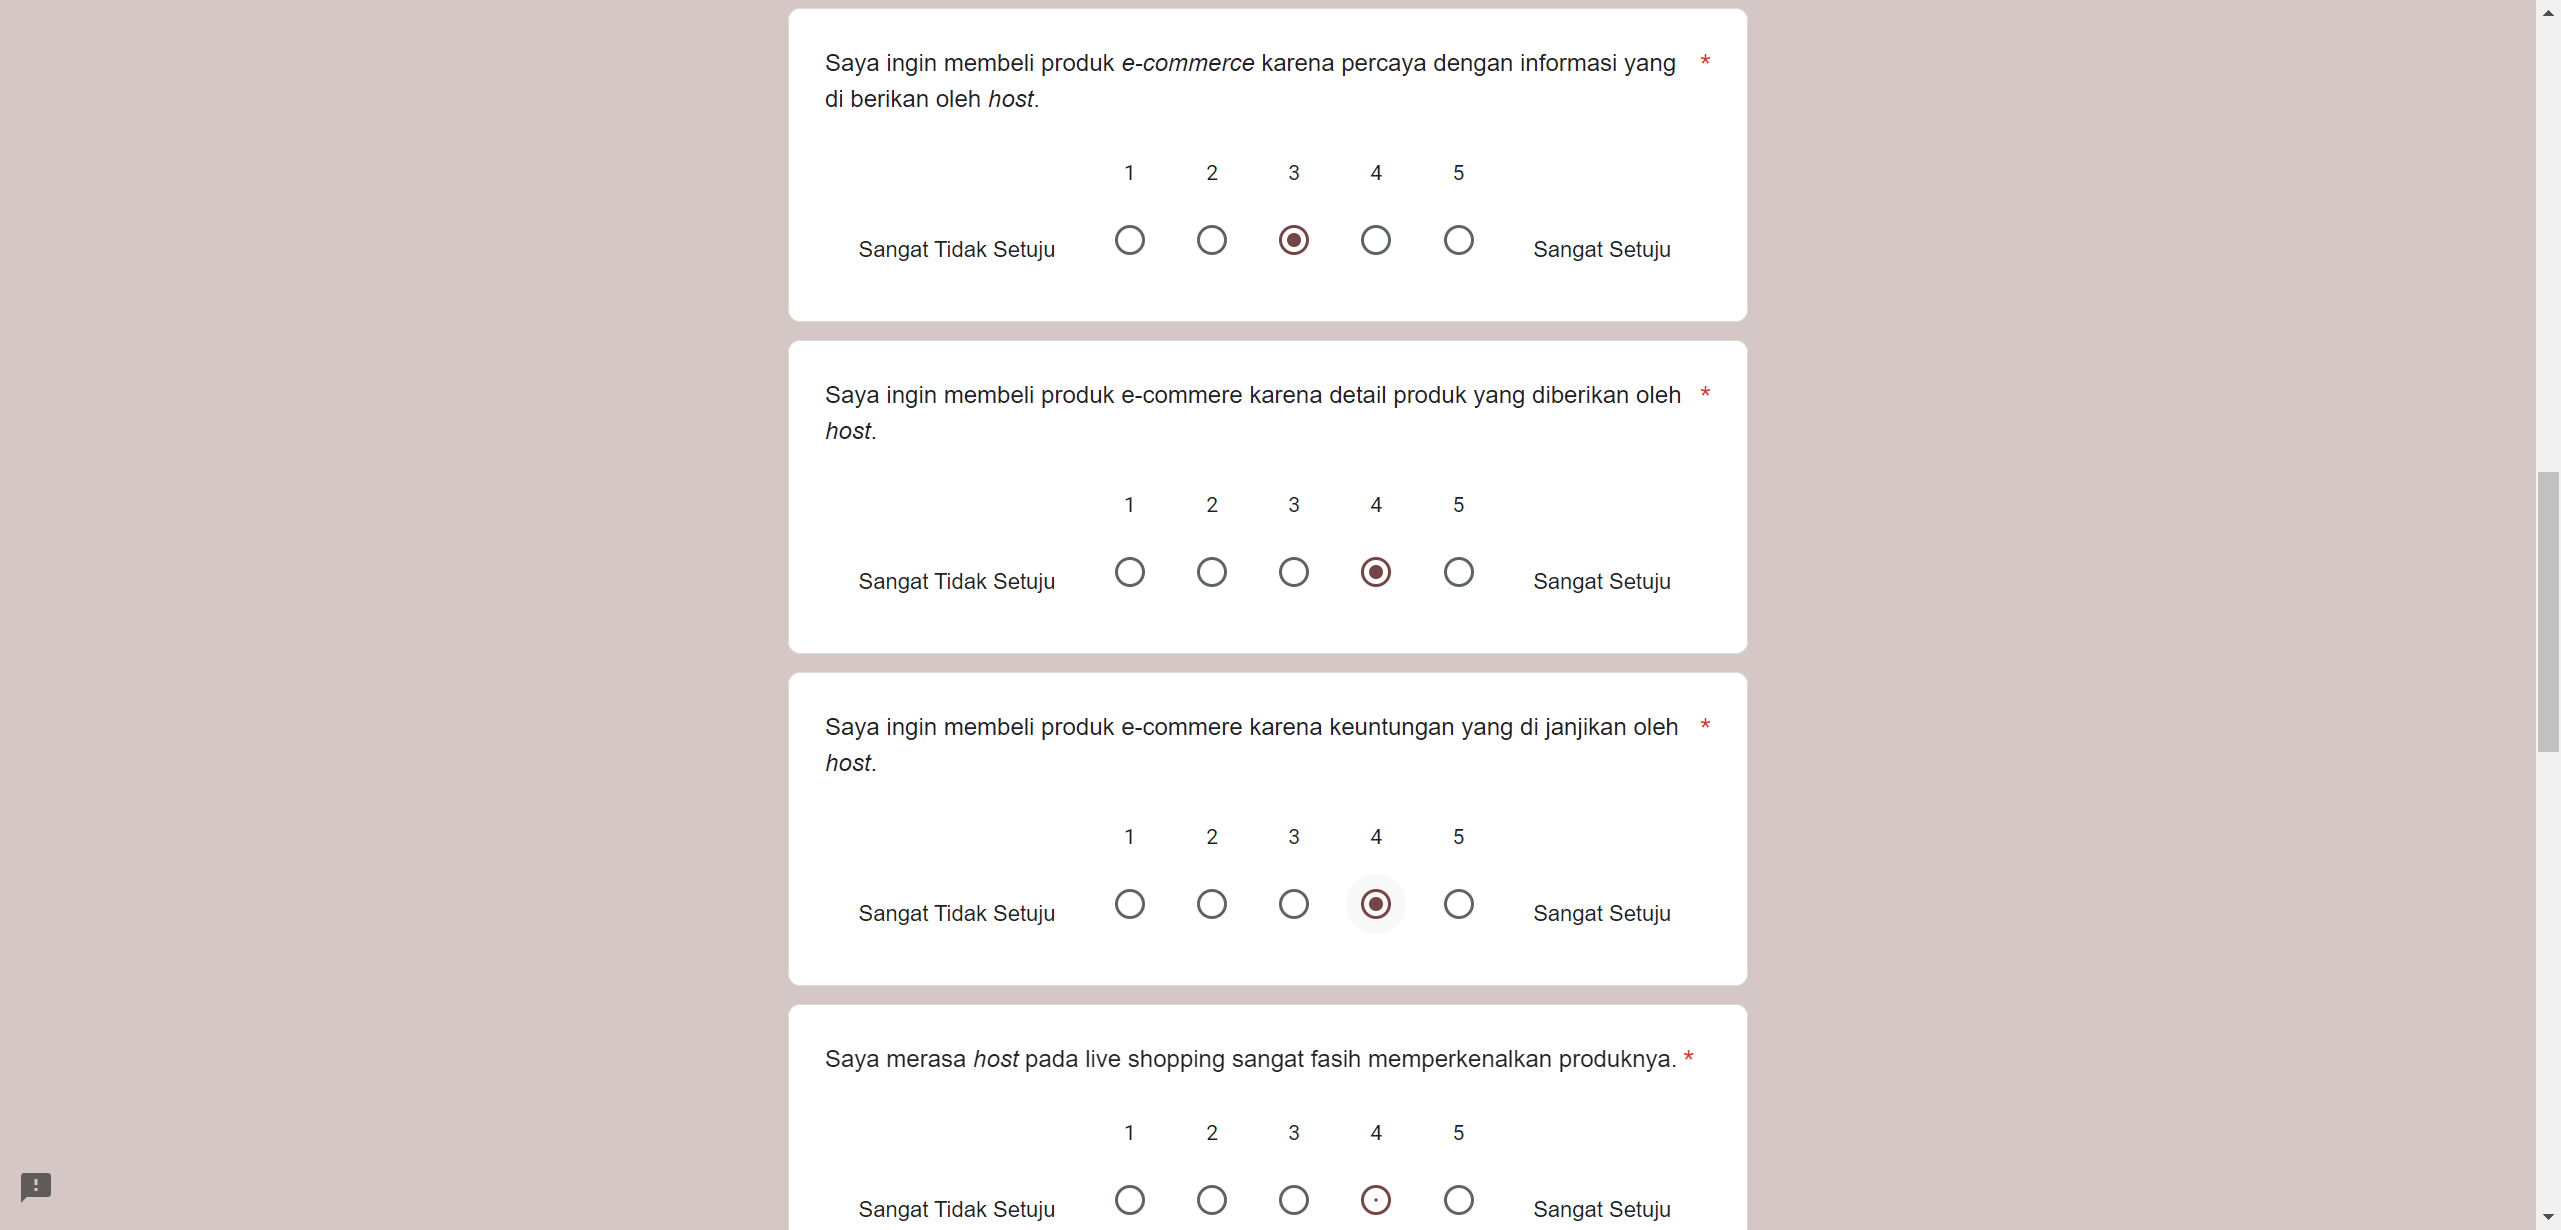 Saya ingin membeli produk e-commerce karena percaya dengan informasi yang *
di berikan oleh host.
1 2 3 4 5
Sangat Tidak Setuju Sangat Setuju
Saya ingin membeli produk e-commere karena detail produk yang diberikan oleh *
host.
1 2 3 4 5
Sangat Tidak Setuju Sangat Setuju
Saya ingin membeli produk e-commere karena keuntungan yang di janjikan oleh *
host.
1 2 3 4 5
Sangat Tidak Setuju Sangat Setuju
Saya merasa host pada live shopping sangat fasih memperkenalkan produknya. *
1 2 3 4 5
Sangat Tidak Setuju Sangat Setuju